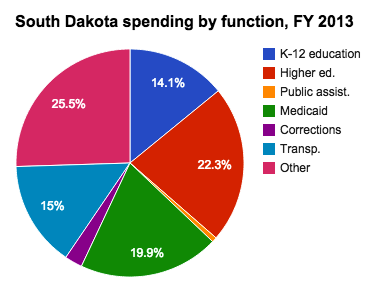 South Dakota spending by function, FY 2013
K-12 education
Higher ed.
Public assist.
Medicaid
Corrections
Transp.
Other
14.1%
22.3%
19.9%
15%
25.5%